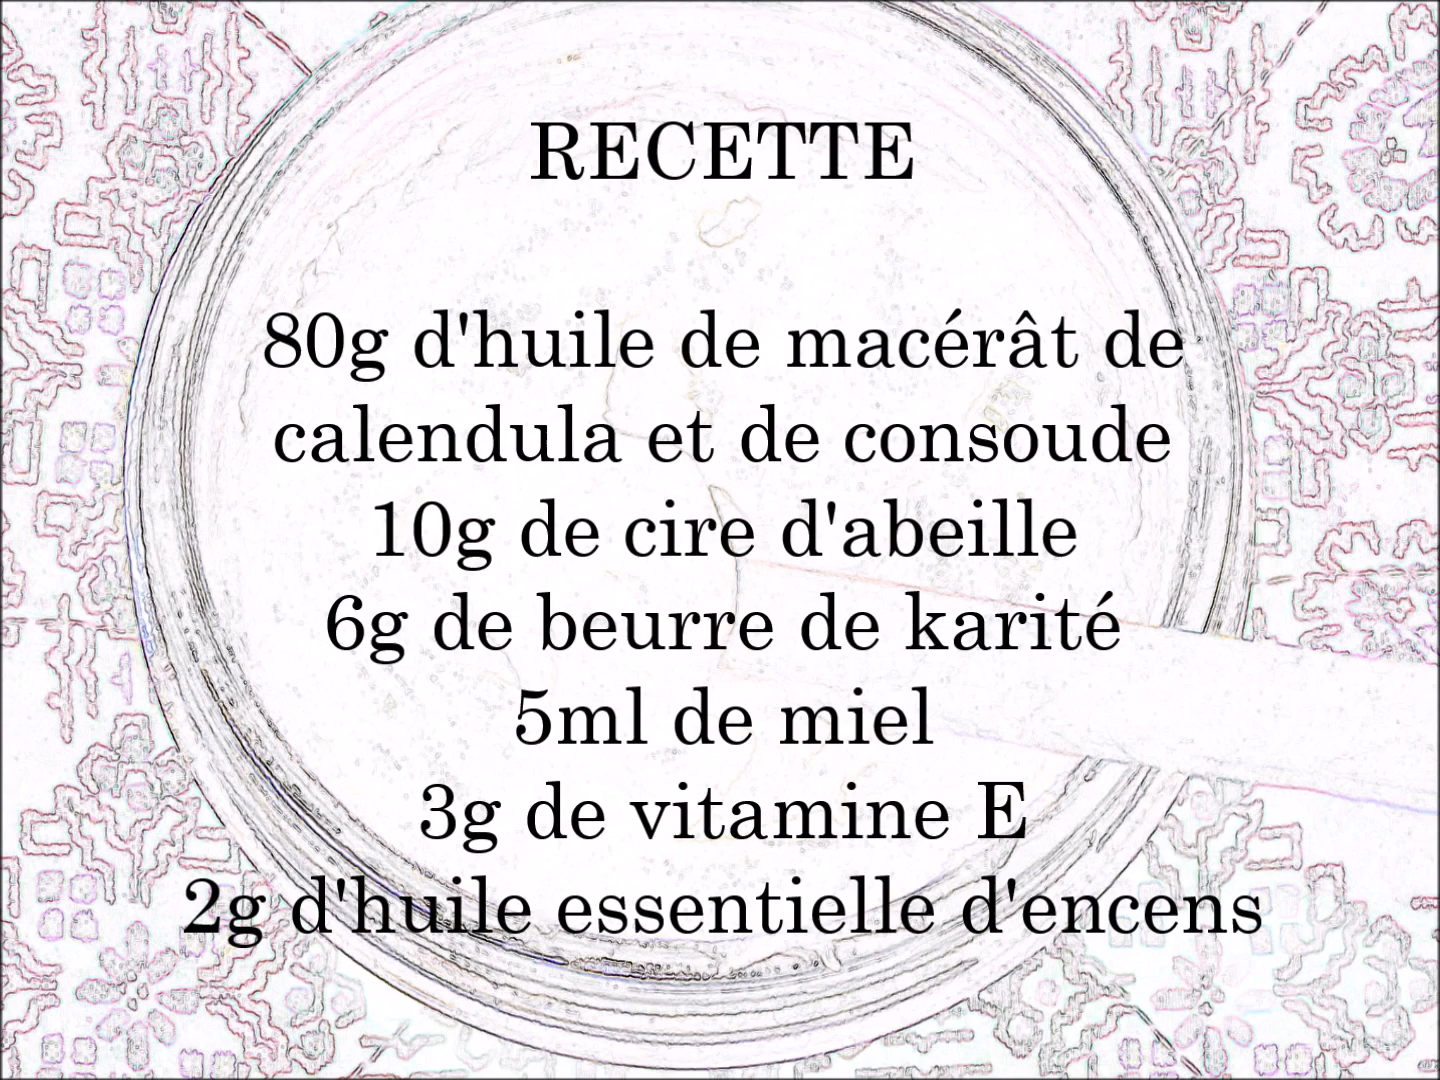 RECETTE
80g d'huile de macérât de
calendula et de consoude
10g de cire d'abeille
6g de beurre de karité
5ml de miel
3g de vitamine E
2g d'huile essentielle d'encens